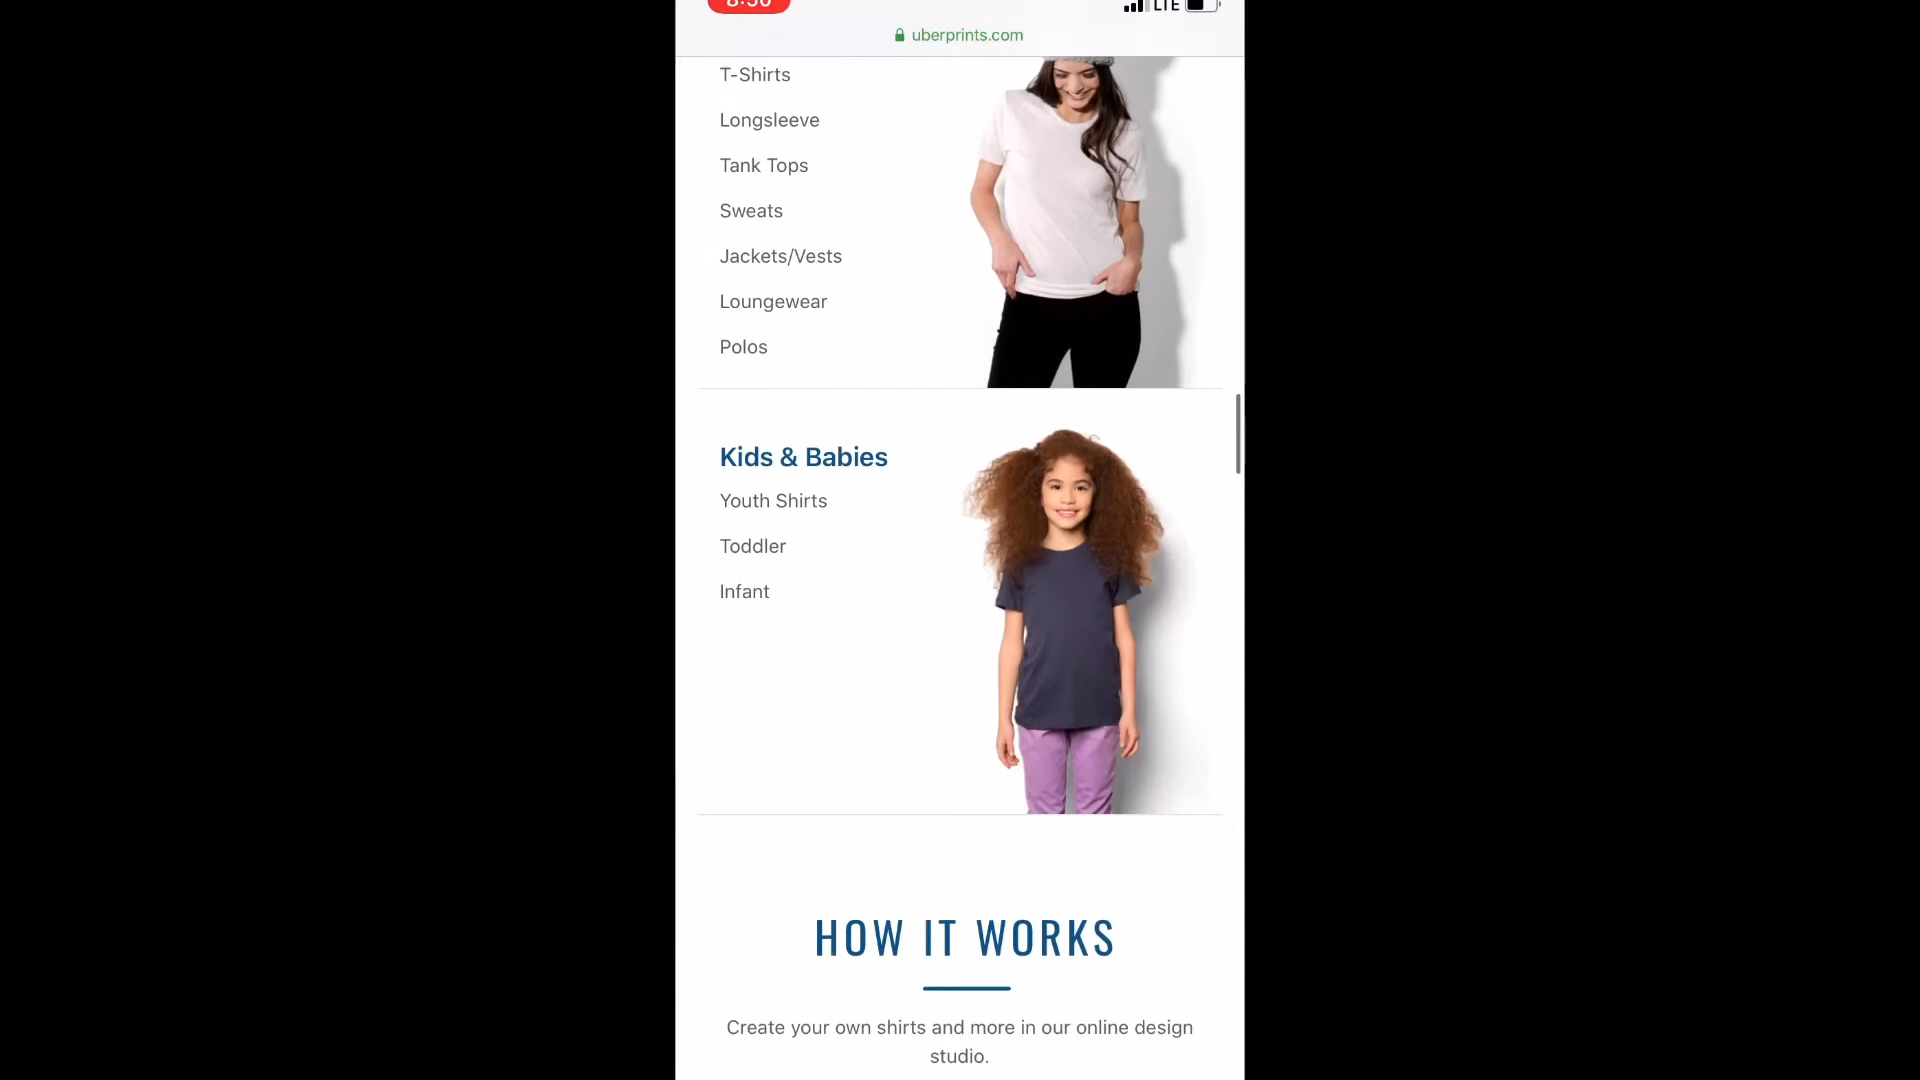 LTE
uberprints.com
T-Shirts
Longsleeve
Tank Tops
Sweats
Jackets/Vests
Loungewear
Polos
Kids & Babies
Youth Shirts
Toddler
Infant
HOW IT WORKS
Create your own shirts and more in our online design
studio.